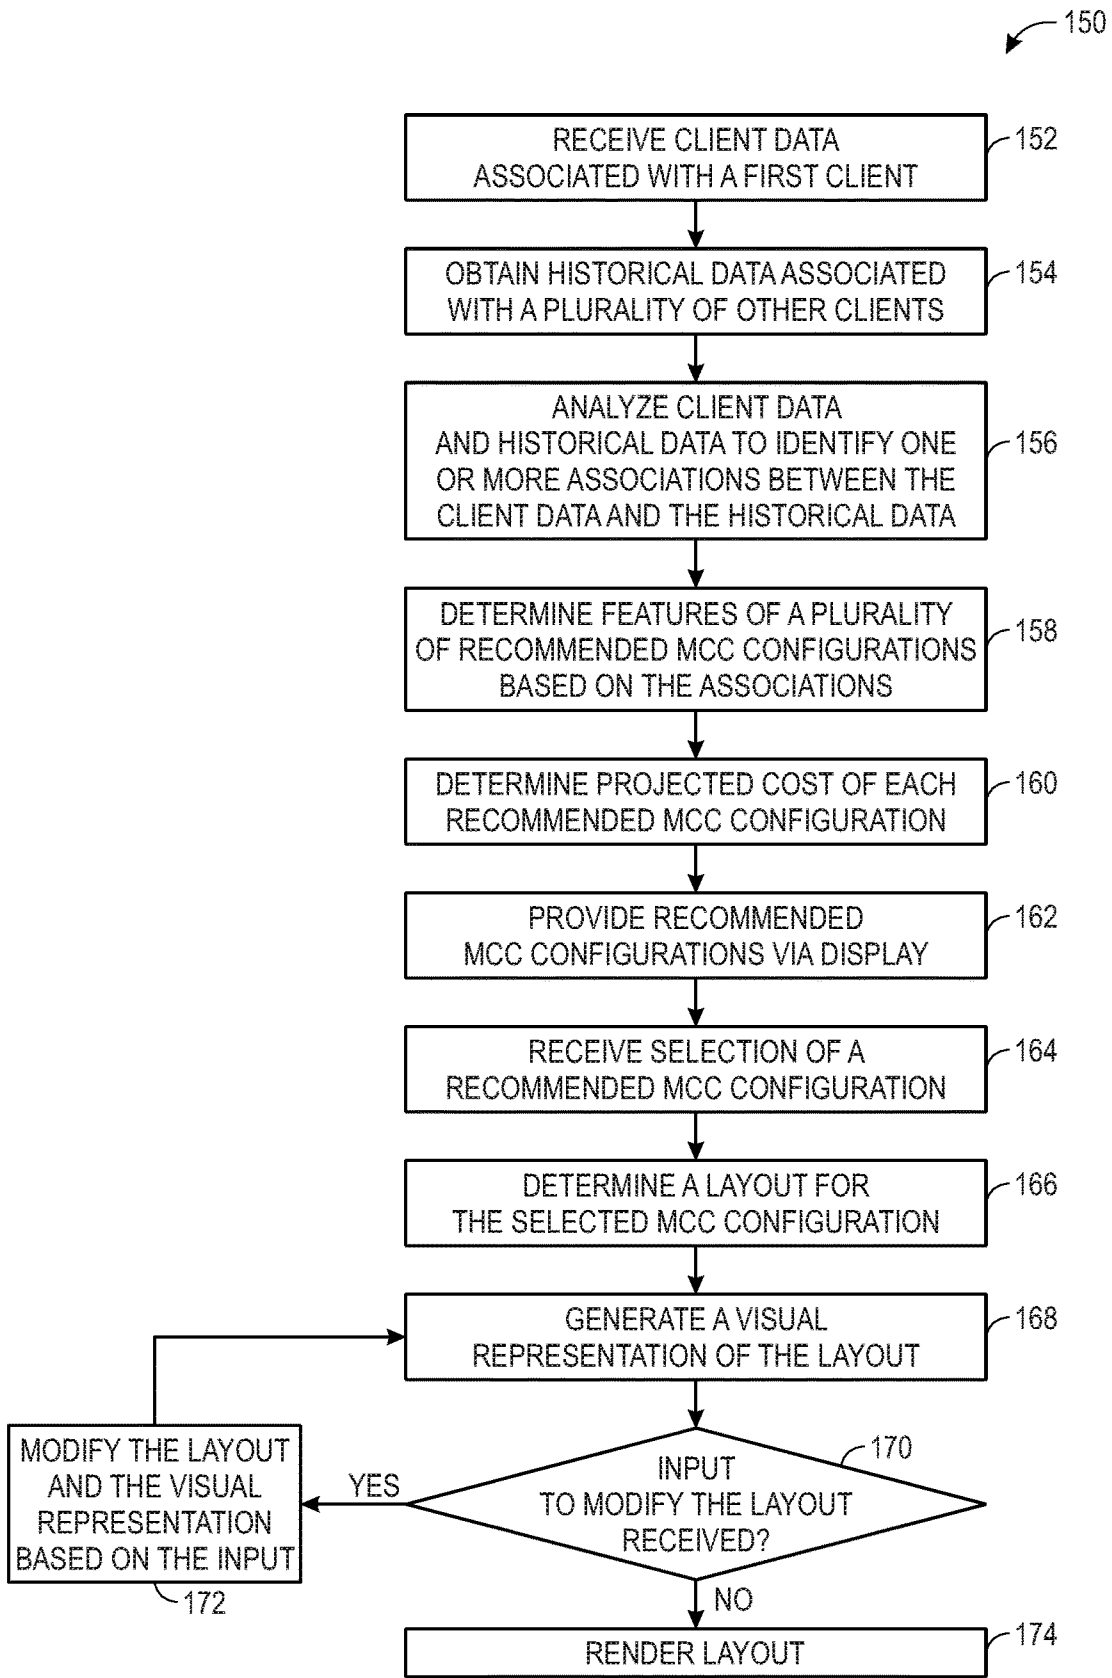 150
RECEIVE CLIENT DATA
ASSOCIATED WITH A FIRST CLIENT
152
OBTAIN HISTORICAL DATA ASSOCIATED
WITH A PLURALITY OF OTHER CLIENTS
154
ANALYZE CLIENT DATA
AND HISTORICAL DATA TO IDENTIFY ONE
OR MORE ASSOCIATIONS BETWEEN THE
CLIENT DATA AND THE HISTORICAL DATA
156
DETERMINE FEATURES OF A PLURALITY
OF RECOMMENDED MCC CONFIGURATIONS
BASED ON THE ASSOCIATIONS
158
DETERMINE PROJECTED COST OF EACH
RECOMMENDED MCC CONFIGURATION
160
PROVIDE RECOMMENDED
MCC CONFIGURATIONS VIA DISPLAY
162
RECEIVE SELECTION OF A
RECOMMENDED MCC CONFIGURATION
164
DETERMINE A LAYOUT FOR
THE SELECTED MCC CONFIGURATION
166
GENERATE A VISUAL
REPRESENTATION OF THE LAYOUT
168
INPUT
TO MODIFY THE LAYOUT
RECEIVED?
170
YES
MODIFY THE LAYOUT
AND THE VISUAL
REPRESENTATION
BASED ON THE INPUT
172
NO
RENDER LAYOUT
174